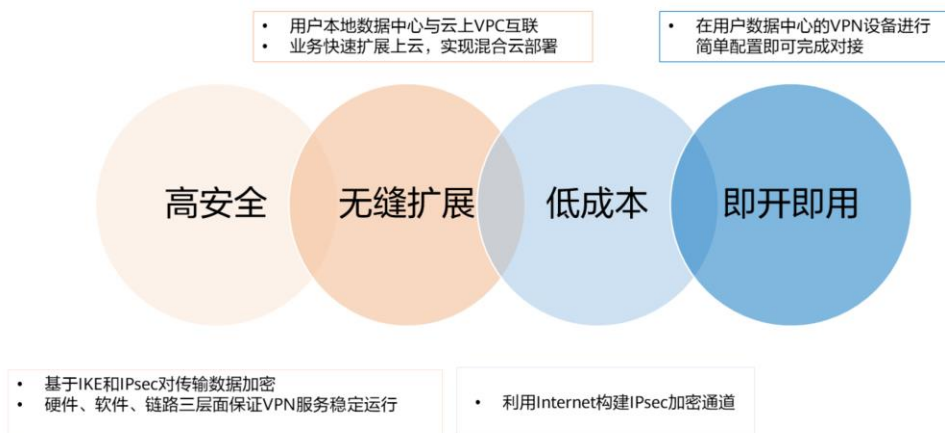 • 用户本地数据中心与云上VPC互联
• 业务快速扩展上云，实现混合云部署
• 在用户数据中心的VPN设备进行
简单配置即可完成对接
高安全
无缝扩展
低成本
即开即用
• 基于IKE和IPsec对传输数据加密
• 硬件、软件、链路三层面保证VPN服务稳定运行
• 利用Internet构建IPsec加密通道